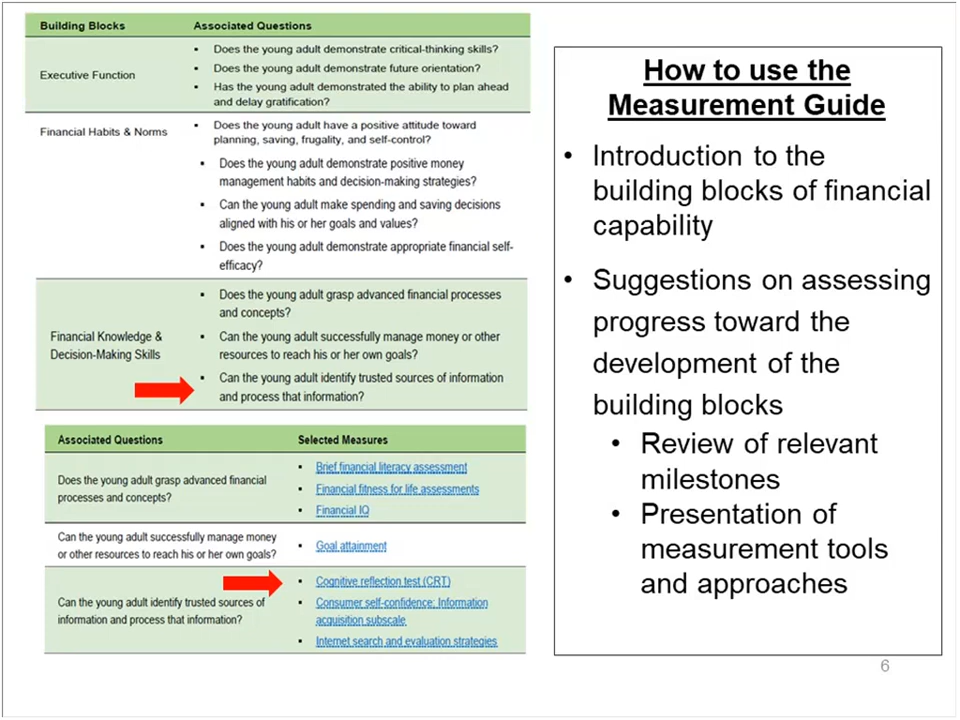 Building Blocks
Associated Questions
Executive Function
▪ Does the young adult demonstrate critical-thinking skills?
▪ Does the young adult demonstrate future orientation?
▪ Has the young adult demonstrated the ability to plan ahead
and delay gratification?
Financial Habits & Norms
▪ Does the young adult have a positive attitude toward
planning, saving, frugality, and self-control?
▪ Does the young adult demonstrate positive money
management habits and decision-making strategies?
▪ Can the young adult make spending and saving decisions
aligned with his or her goals and values?
▪ Does the young adult demonstrate appropriate financial self-
efficacy?
Financial Knowledge &
Decision-Making Skills
▪ Does the young adult grasp advanced financial processes
and concepts?
▪ Can the young adult successfully manage money or other
resources to reach his or her own goals?
▪ Can the young adult identify trusted sources of information
and process that information?
Associated Questions
Selected Measures
Does the young adult grasp advanced financial
processes and concepts?
▪ Brief financial literacy assessment
▪ Financial fitness for life assessments
▪ Financial IQ
Can the young adult successfully manage money
or other resources to reach his or her goals?
▪ Goal attainment
Can the young adult identify trusted sources of
information and process that information?
▪ Cognitive reflection test (CRT)
▪ Consumer self-confidence: Information
acquisition subscale
▪ Internet search and evaluation strategies
How to use the
Measurement Guide
• Introduction to the
building blocks of financial
capability
• Suggestions on assessing
progress toward the
development of the
building blocks
• Review of relevant
milestones
• Presentation of
measurement tools
and approaches
6